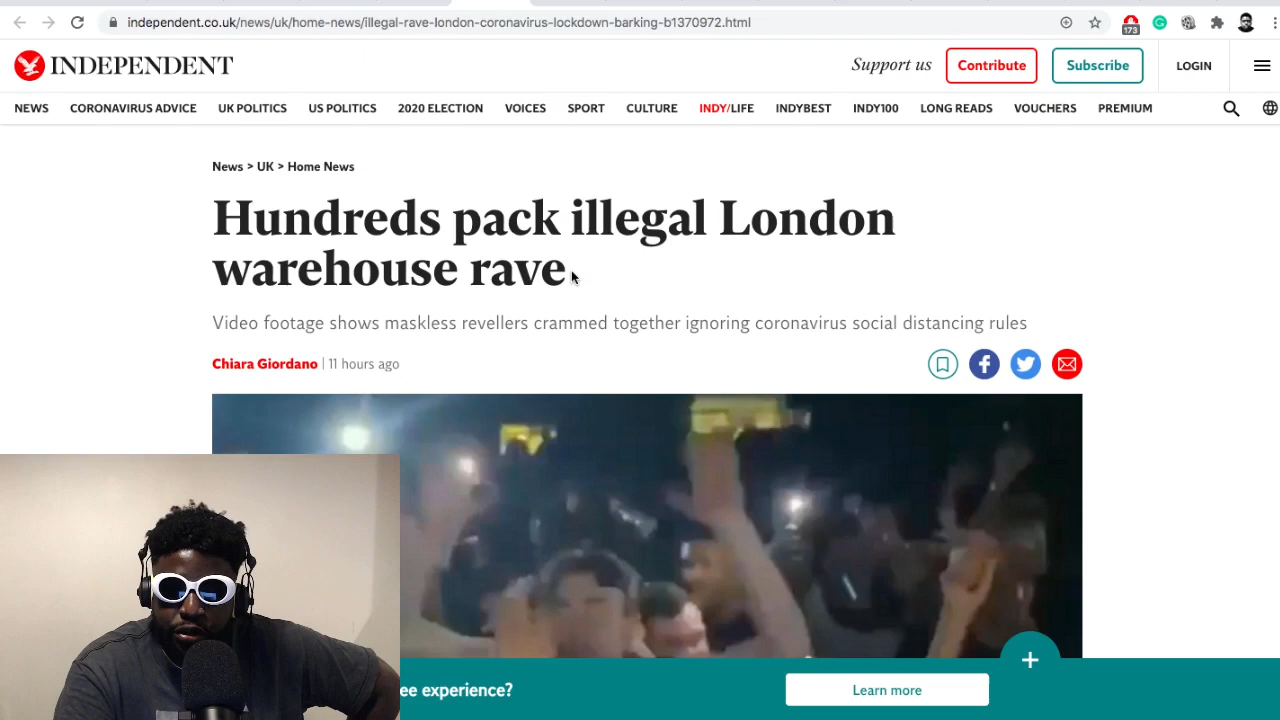 independent.co.uk/news/uk/home-news/illegal-rave-london-coronavirus-lockdown-barking-b1370972.html
173
INDEPENDENT
Support us
Contribute
Subscribe
LOGIN
NEWS CORONAVIRUS ADVICE UK POLITICS US POLITICS 2020 ELECTION VOICES SPORT CULTURE INDY/LIFE INDYBEST INDY100 LONG READS VOUCHERS PREMIUM
News > UK > Home News
Hundreds pack illegal London
warehouse rave
Video footage shows maskless revellers crammed together ignoring coronavirus social distancing rules
Chiara Giordano | 11 hours ago
ee experience?
Learn more